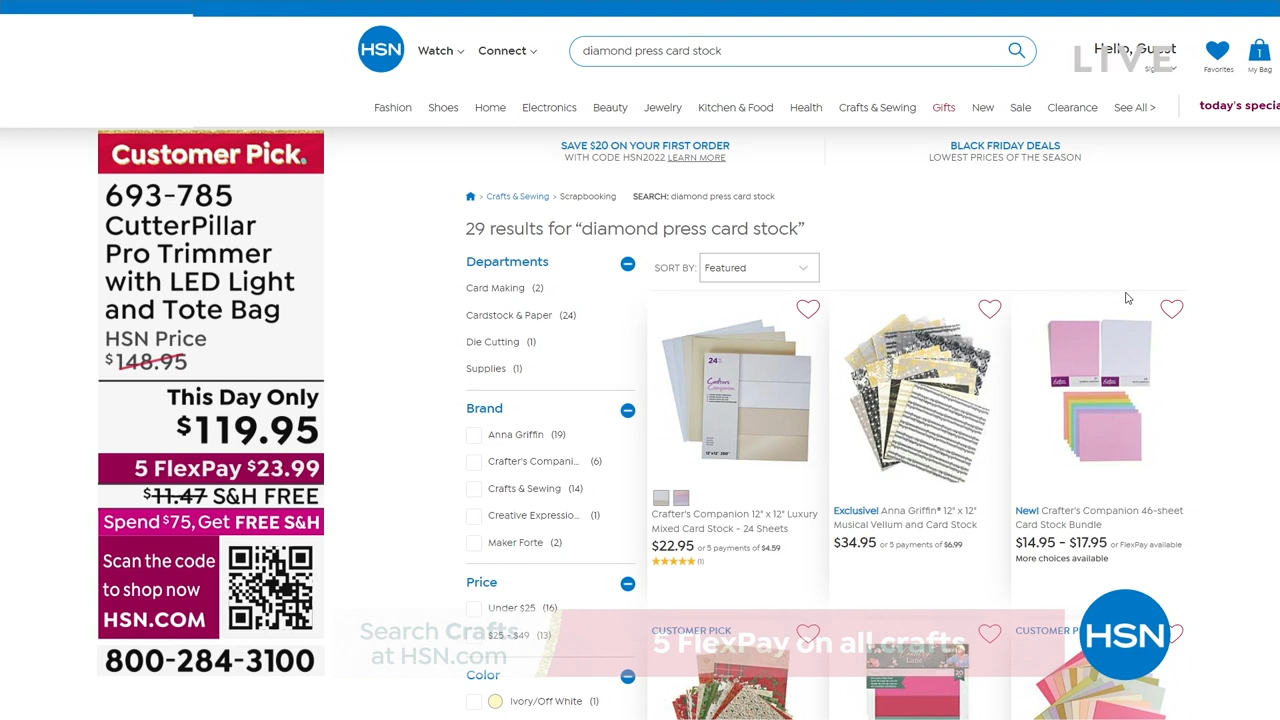 HSN
Watch
Connect
diamond press card stock
Hello, Guest
LIVE
Favorites
1
My Bag
Fashion
Shoes
Home
Electronics
Beauty
Jewelry
Kitchen & Food
Health
Crafts & Sewing
Gifts
New
Sale
Clearance
See All >
today's specia
Customer Pick.
693-785
CutterPillar
Pro Trimmer
with LED Light
and Tote Bag
HSN Price
$148.95
This Day Only
$119.95
5 FlexPay $23.99
$11.47 S&H FREE
Spend $75, Get FREE S&H
Scan the code
to shop now
HSN.COM
800-284-3100
SAVE $20 ON YOUR FIRST ORDER
WITH CODE HSN2022 LEARN MORE
BLACK FRIDAY DEALS
LOWEST PRICES OF THE SEASON
> Crafts & Sewing > Scrapbooking SEARCH: diamond press card stock
29 results for “diamond press card stock”
Departments
Card Making (2)
Cardstock & Paper (24)
Die Cutting (1)
Supplies (1)
Brand
Anna Griffin (19)
Crafter's Compani... (6)
Crafts & Sewing (14)
Creative Expressio... (1)
Maker Forte (2)
Price
Under $25 (16)
$25 - $49 (13)
Color
Ivory/Off White (1)
SORT BY: Featured
24
Crafter's
Companion
Crafter's Companion 12" x 12" Luxury
Mixed Card Stock - 24 Sheets
$22.95 or 5 payments of $4.59
(1)
Exclusive! Anna Griffin® 12" x 12"
Musical Vellum and Card Stock
$34.95 or 5 payments of $6.99
New! Crafter's Companion 46-sheet
Card Stock Bundle
$14.95 - $17.95 or FlexPay available
More choices available
CUSTOMER PICK
CUSTOMER P
Search Crafts
at HSN.com
5 FlexPay on all crafts
HSN